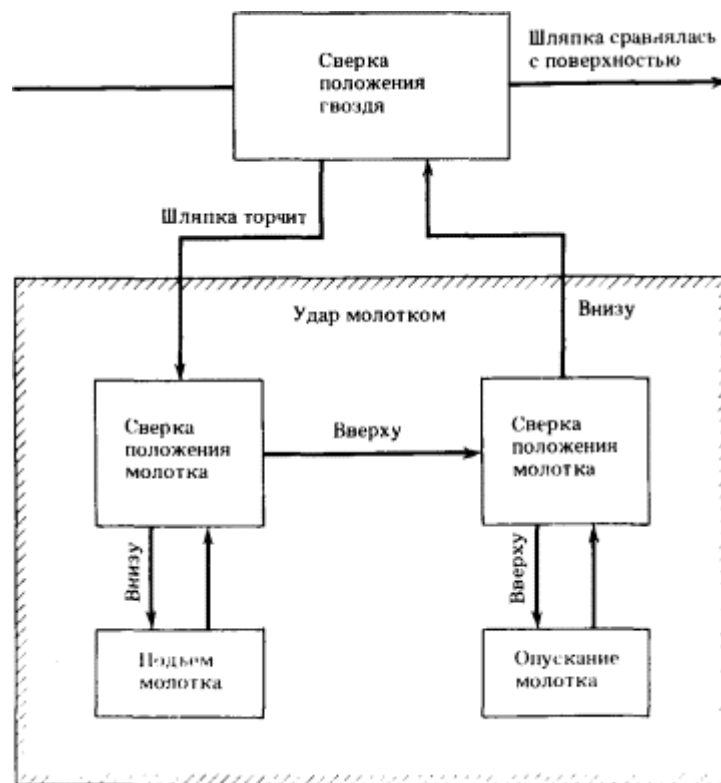 Сверка
положения
гвоздя
Шляпка сравнялась
с поверхностью
Шляпка торчит
Удар молотком
Внизу
Сверка
положения
молотка
Вверху
Сверка
положения
молотка
Внизу
Вверху
Подъем
молотка
Опускание
молотка